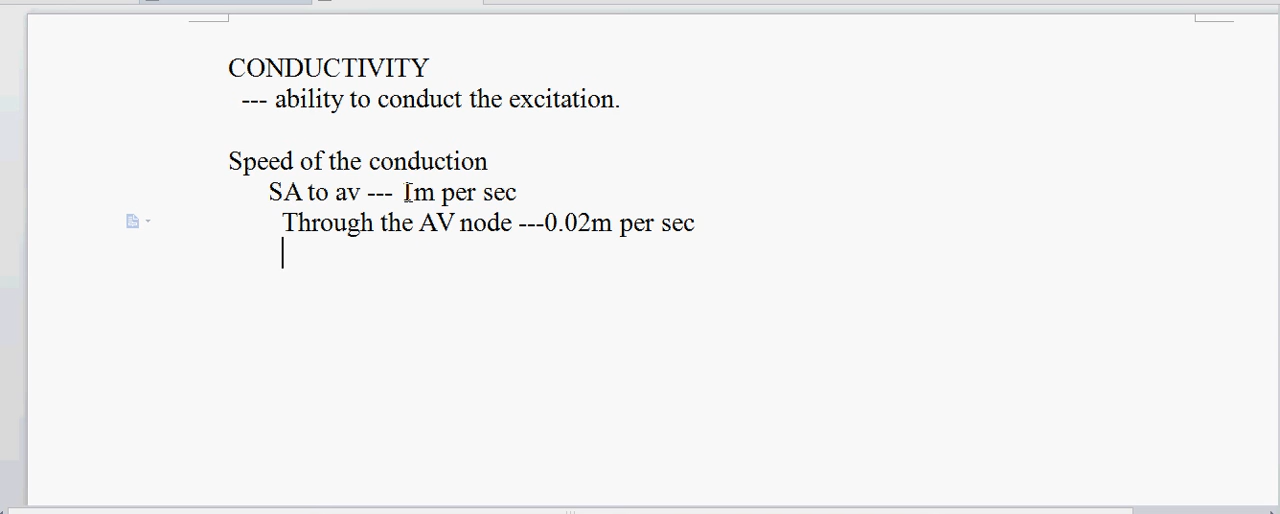 CONDUCTIVITY
--- ability to conduct the excitation.
Speed of the conduction
SA to av --- 1m per sec
Through the AV node ---0.02m per sec